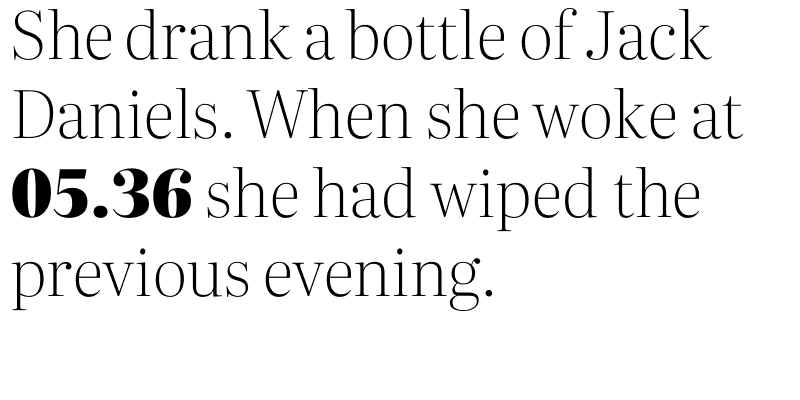 She drank a bottle of Jack
Daniels. When she woke at
05.36 she had wiped the
previous evening.